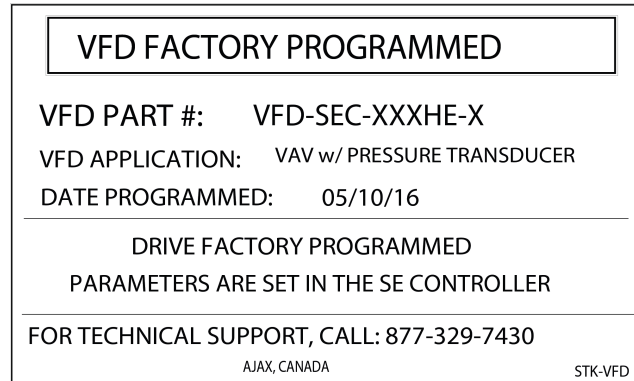 VFD FACTORY PROGRAMMED
VFD PART #: VFD-SEC-XXXHE-X
VFD APPLICATION: VAV w/ PRESSURE TRANSDUCER
DATE PROGRAMMED: 05/10/16
DRIVE FACTORY PROGRAMMED
PARAMETERS ARE SET IN THE SE CONTROLLER
FOR TECHNICAL SUPPORT, CALL: 877-329-7430
AJAX, CANADA
STK-VFD